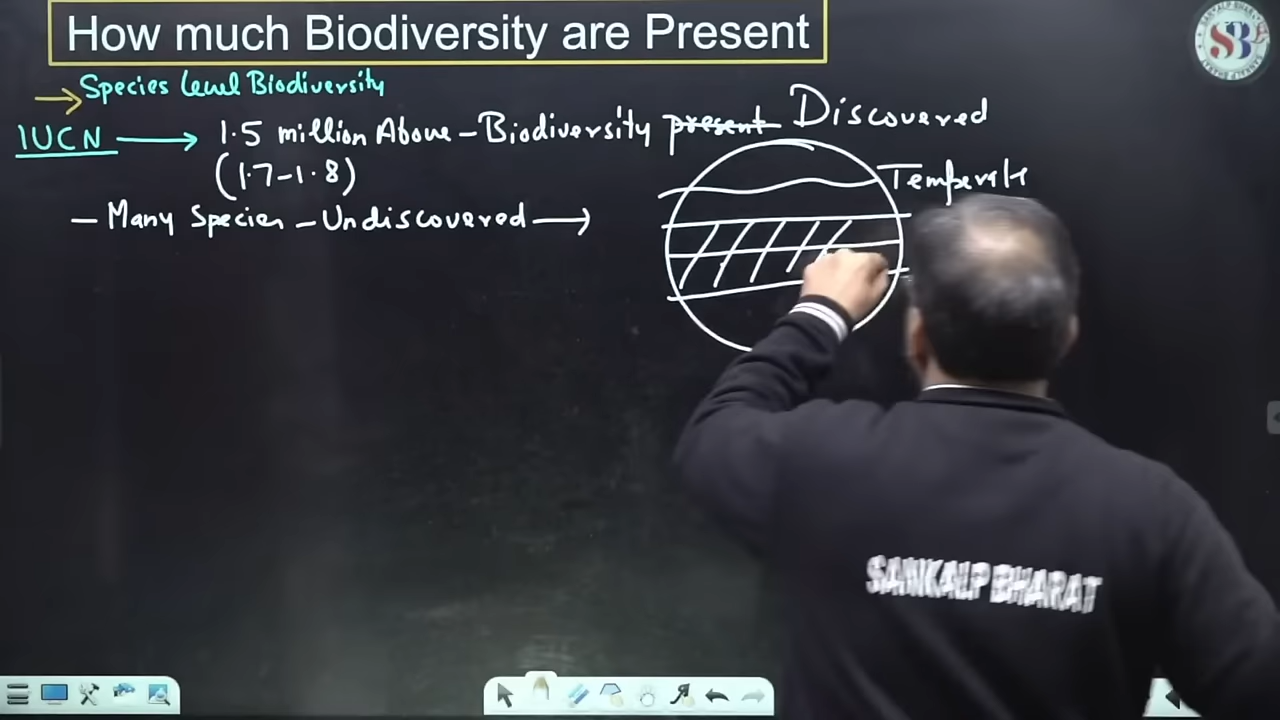 How much Biodiversity are Present
Species level Biodiversity
IUCN → 1.5 million Above - Biodiversity present Discovered
(1.7-1.8)
Temperate
- Many Species - Undiscovered →
SANKALP BHARAT
SB